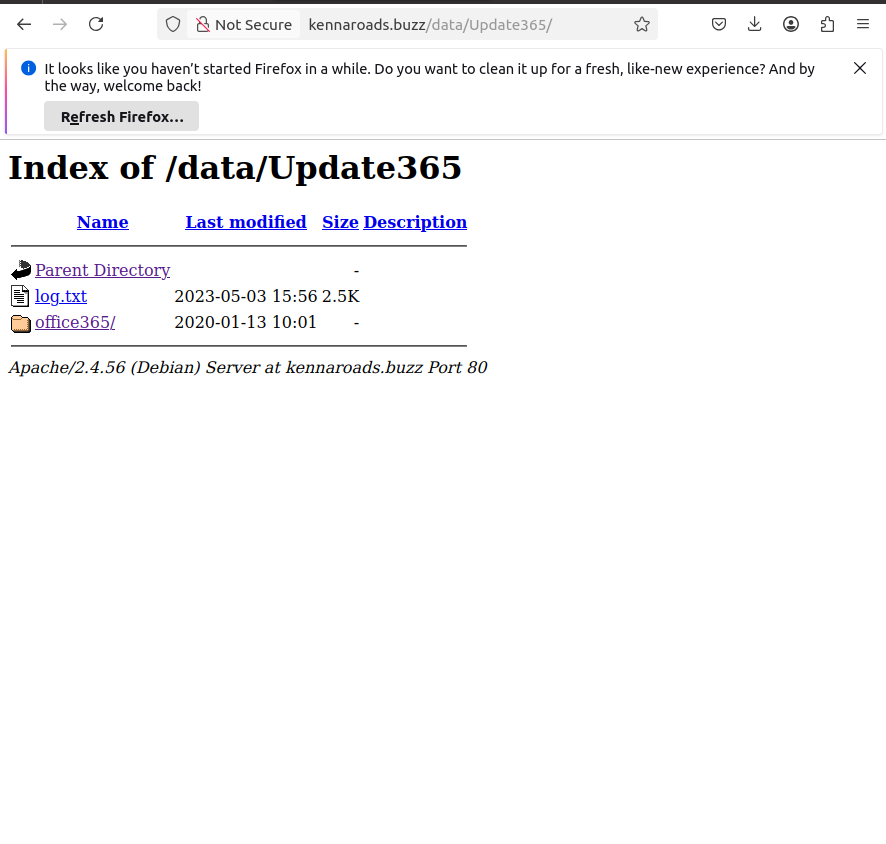 Not Secure kennaroads.buzz/data/Update365/
It looks like you haven’t started Firefox in a while. Do you want to clean it up for a fresh, like-new experience? And by
the way, welcome back!
Refresh Firefox…
Index of /data/Update365
Name Last modified Size Description
Parent Directory -
log.txt 2023-05-03 15:56 2.5K
office365/ 2020-01-13 10:01 -
Apache/2.4.56 (Debian) Server at kennaroads.buzz Port 80